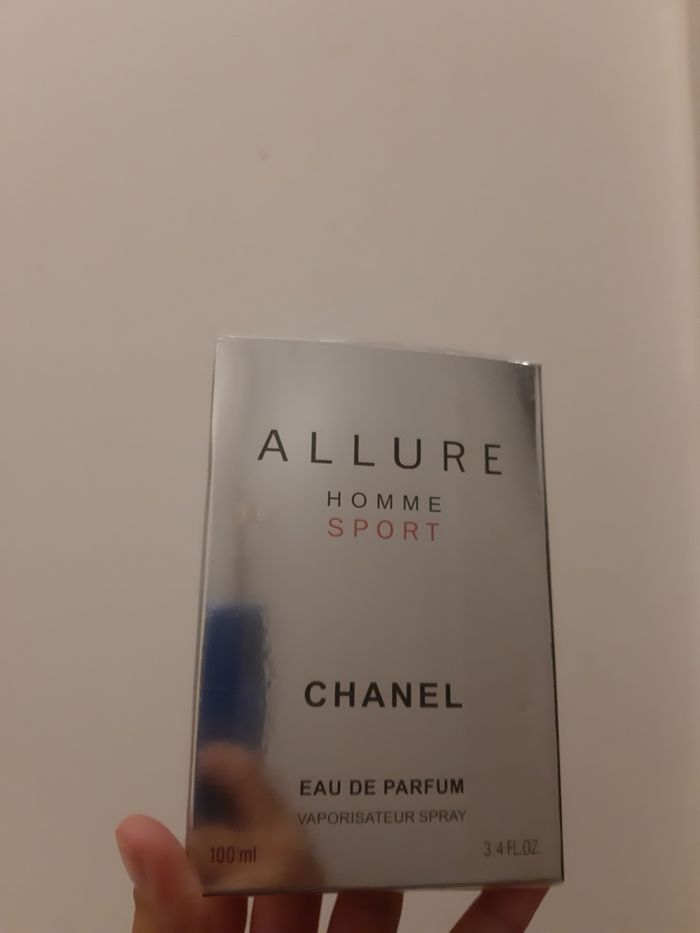 ALLURE
HOMME
SPORT
CHANEL
EAU DE PARFUM
VAPORISATEUR SPRAY
100 ml 3.4 FL.OZ.